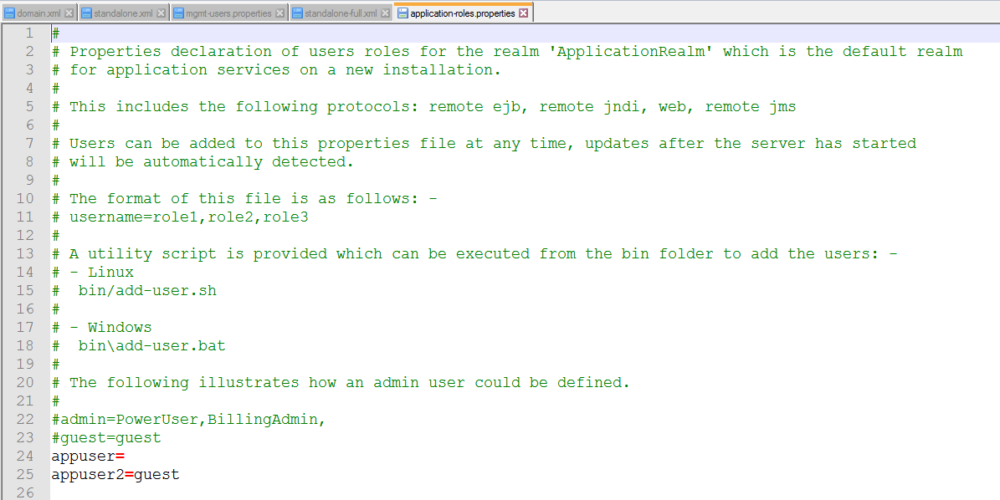 domain.xml standalone.xml mgmt-users.properties standalone-full.xml application-roles.properties
1 #
2 # Properties declaration of users roles for the realm 'ApplicationRealm' which is the default realm
3 # for application services on a new installation.
4 #
5 # This includes the following protocols: remote ejb, remote jndi, web, remote jms
6 #
7 # Users can be added to this properties file at any time, updates after the server has started
8 # will be automatically detected.
9 #
10 # The format of this file is as follows: -
11 # username=role1,role2,role3
12 #
13 # A utility script is provided which can be executed from the bin folder to add the users: -
14 # - Linux
15 #  bin/add-user.sh
16 #
17 # - Windows
18 #  bin\add-user.bat
19 #
20 # The following illustrates how an admin user could be defined.
21 #
22 #admin=PowerUser,BillingAdmin,
23 #guest=guest
24 appuser=
25 appuser2=guest
26